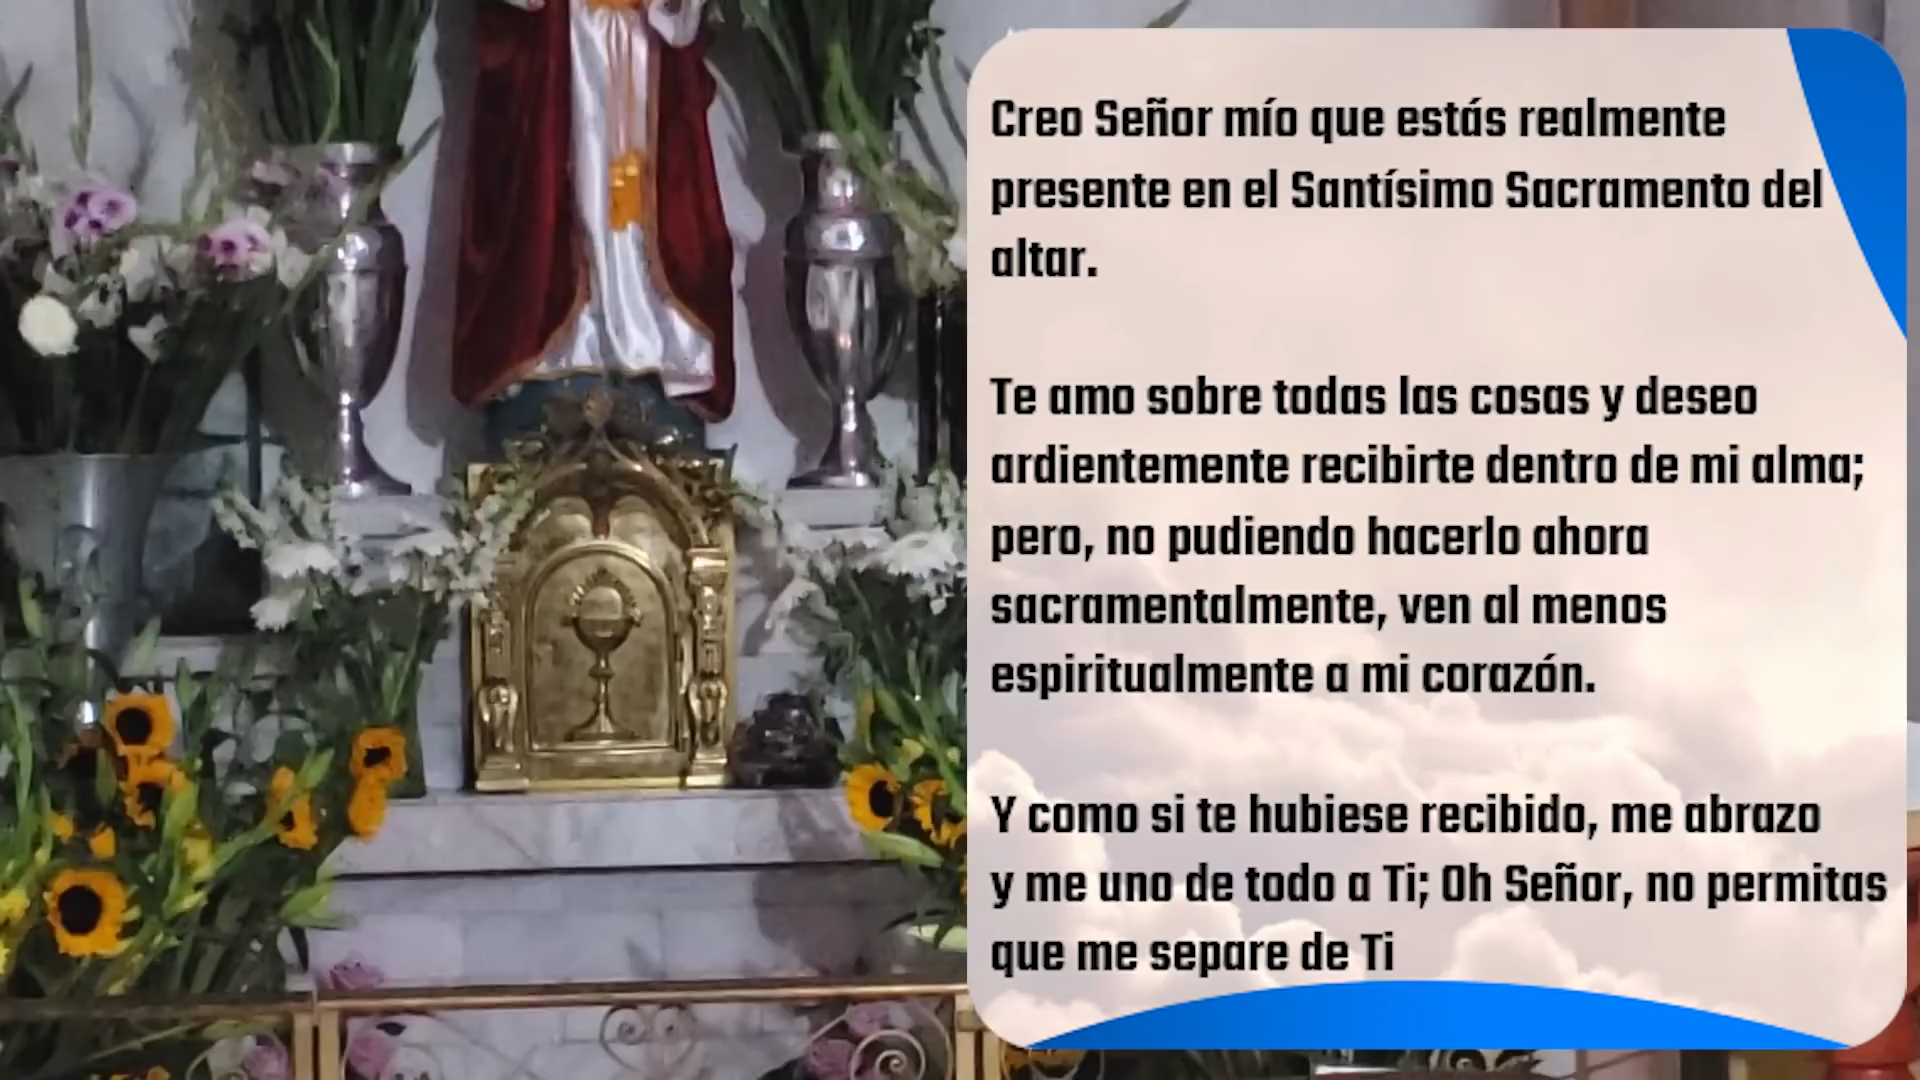 Creo Señor mío que estás realmente
presente en el Santísimo Sacramento del
altar.
Te amo sobre todas las cosas y deseo
ardientemente recibirte dentro de mi alma;
pero, no pudiendo hacerlo ahora
sacramentalmente, ven al menos
espiritualmente a mi corazón.
Y como si te hubiese recibido, me abrazo
y me uno de todo a Ti; Oh Señor, no permitas
que me separe de Ti